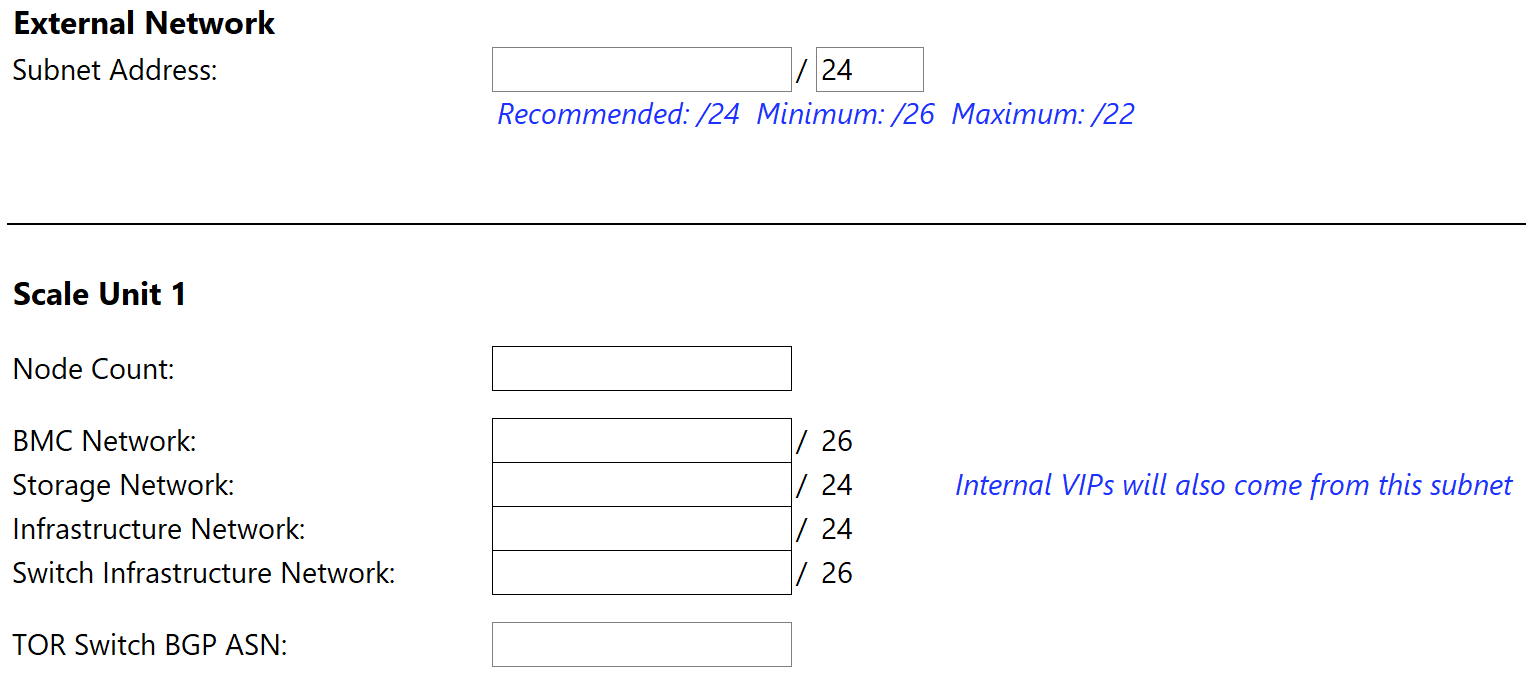 External Network
Subnet Address: / 24
Recommended: /24 Minimum: /26 Maximum: /22
Scale Unit 1
Node Count:
BMC Network: / 26
Storage Network: / 24 Internal VIPs will also come from this subnet
Infrastructure Network: / 24
Switch Infrastructure Network: / 26
TOR Switch BGP ASN: